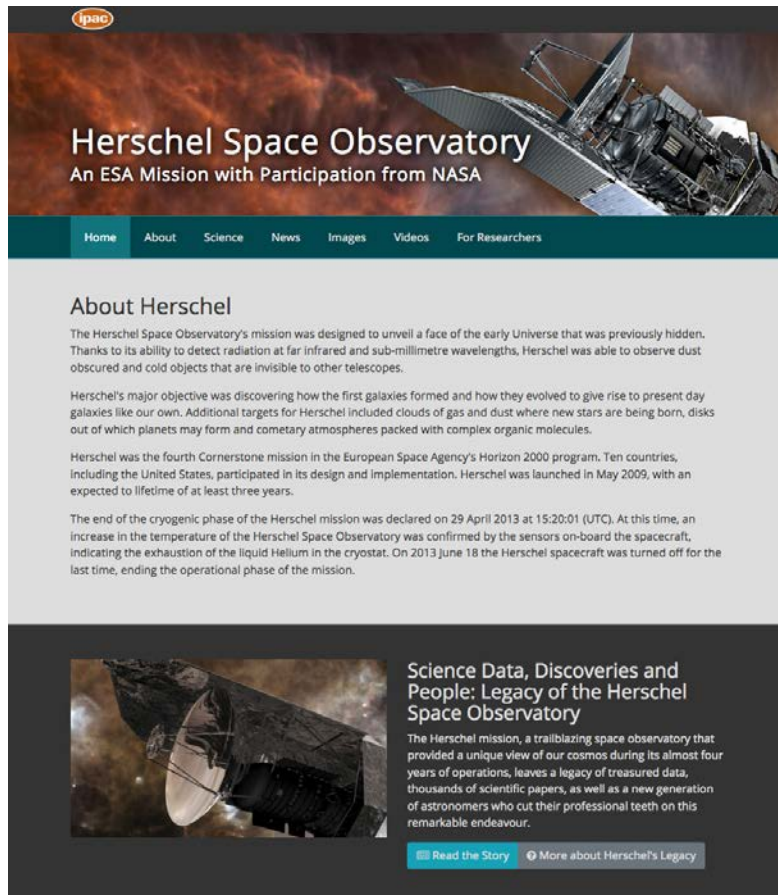 ipac
Herschel Space Observatory
An ESA Mission with Participation from NASA
Home About Science News Images Videos For Researchers
About Herschel
The Herschel Space Observatory's mission was designed to unveil a face of the early Universe that was previously hidden.
Thanks to its ability to detect radiation at far infrared and sub-millimetre wavelengths, Herschel was able to observe dust
obscured and cold objects that are invisible to other telescopes.
Herschel's major objective was discovering how the first galaxies formed and how they evolved to give rise to present day
galaxies like our own. Additional targets for Herschel included clouds of gas and dust where new stars are being born, disks
out of which planets may form and cometary atmospheres packed with complex organic molecules.
Herschel was the fourth Cornerstone mission in the European Space Agency's Horizon 2000 program. Ten countries,
including the United States, participated in its design and implementation. Herschel was launched in May 2009, with an
expected to lifetime of at least three years.
The end of the cryogenic phase of the Herschel mission was declared on 29 April 2013 at 15:20:01 (UTC). At this time, an
increase in the temperature of the Herschel Space Observatory was confirmed by the sensors on-board the spacecraft,
indicating the exhaustion of the liquid Helium in the cryostat. On 2013 June 18 the Herschel spacecraft was turned off for the
last time, ending the operational phase of the mission.
Science Data, Discoveries and
People: Legacy of the Herschel
Space Observatory
The Herschel mission, a trailblazing space observatory that
provided a unique view of our cosmos during its almost four
years of operations, leaves a legacy of treasured data,
thousands of scientific papers, as well as a new generation
of astronomers who cut their professional teeth on this
remarkable endeavour.
Read the Story More about Herschel's Legacy